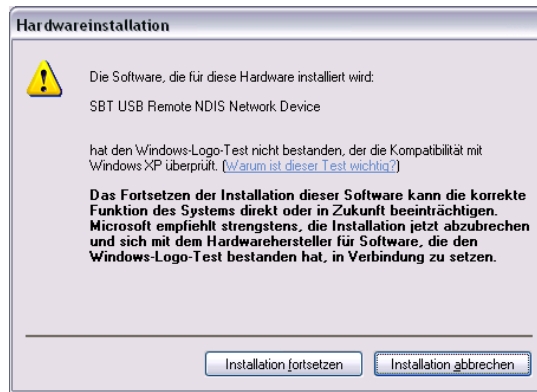 Hardwareinstallation
Die Software, die für diese Hardware installiert wird:
SBT USB Remote NDIS Network Device
hat den Windows-Logo-Test nicht bestanden, der die Kompatibilität mit
Windows XP überprüft. (Warum ist dieser Test wichtig?)
Das Fortsetzen der Installation dieser Software kann die korrekte
Funktion des Systems direkt oder in Zukunft beeinträchtigen.
Microsoft empfiehlt strengstens, die Installation jetzt abzubrechen
und sich mit dem Hardwarehersteller für Software, die den
Windows-Logo-Test bestanden hat, in Verbindung zu setzen.
Installation fortsetzen Installation abbrechen